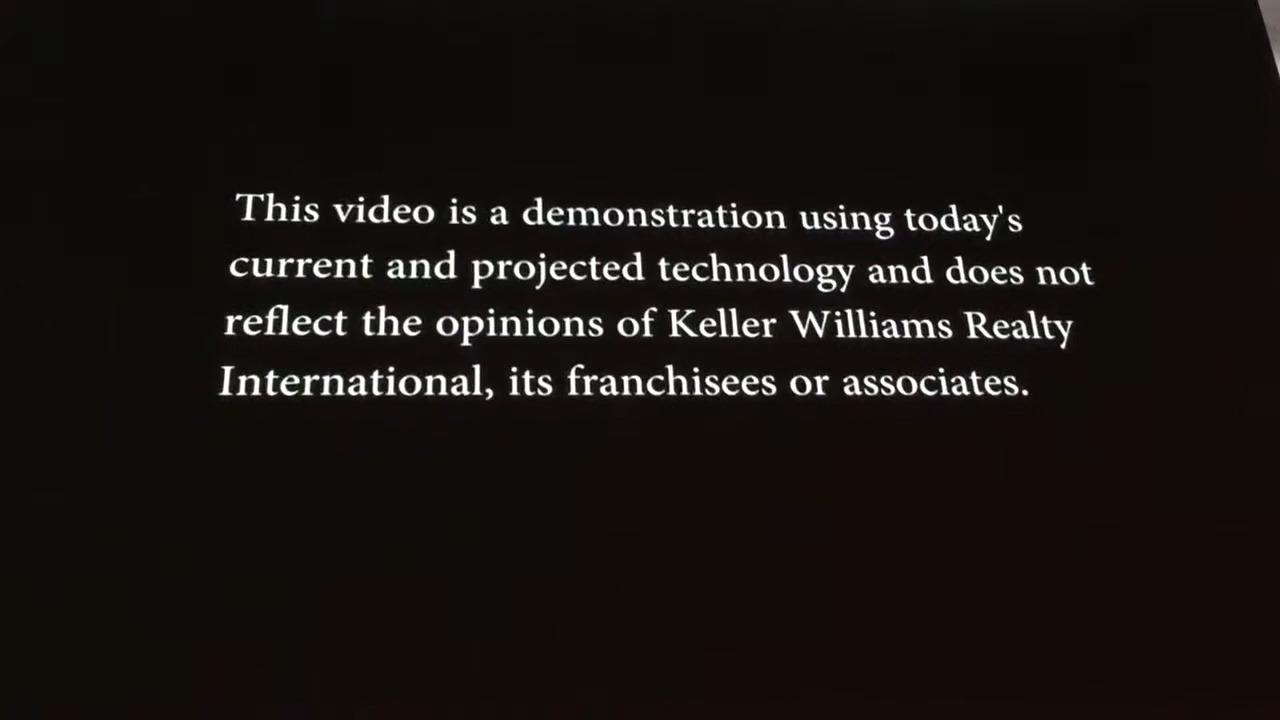 This video is a demonstration using today's
current and projected technology and does not
reflect the opinions of Keller Williams Realty
International, its franchisees or associates.